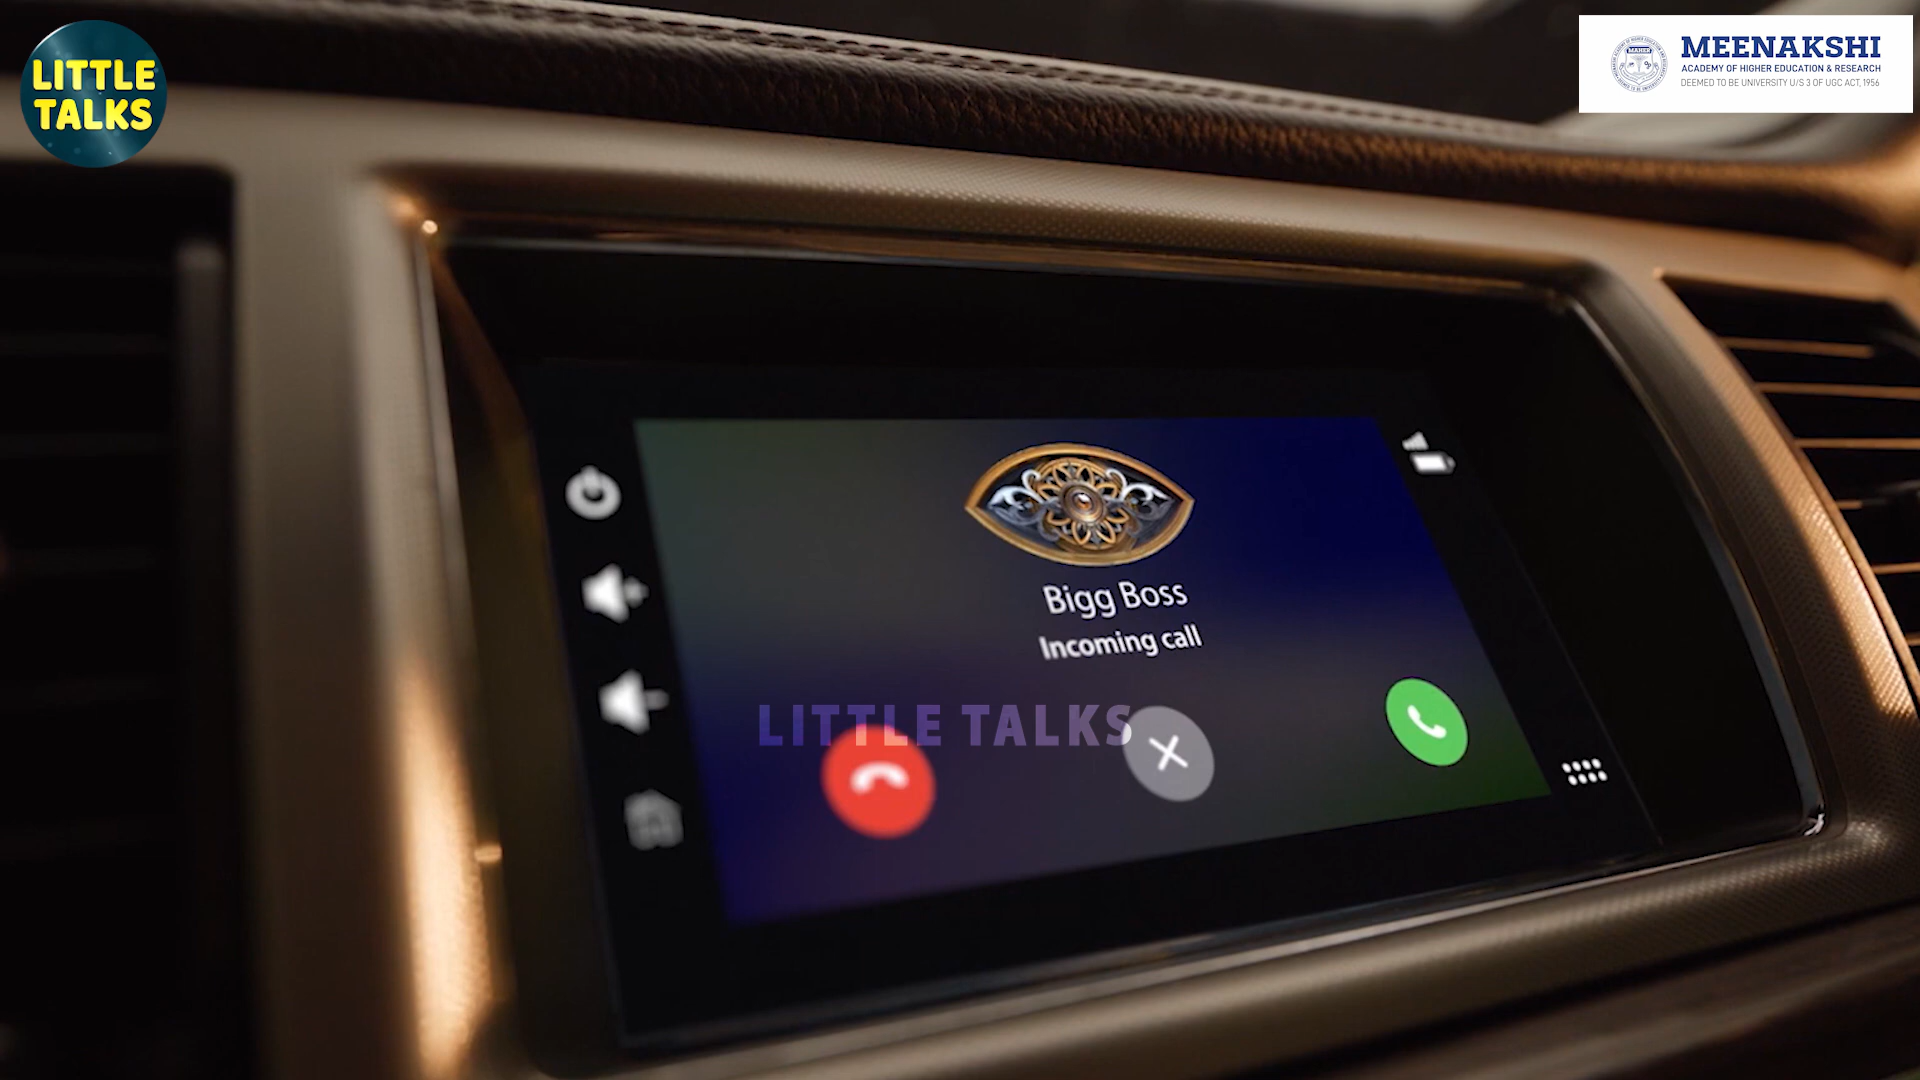 LITTLE
TALKS
MAHER
MEENAKSHI
ACADEMY OF HIGHER EDUCATION & RESEARCH
DEEMED TO BE UNIVERSITY U/S 3 OF UGC ACT, 1956
Bigg Boss
Incoming call
LITTLE TALKS